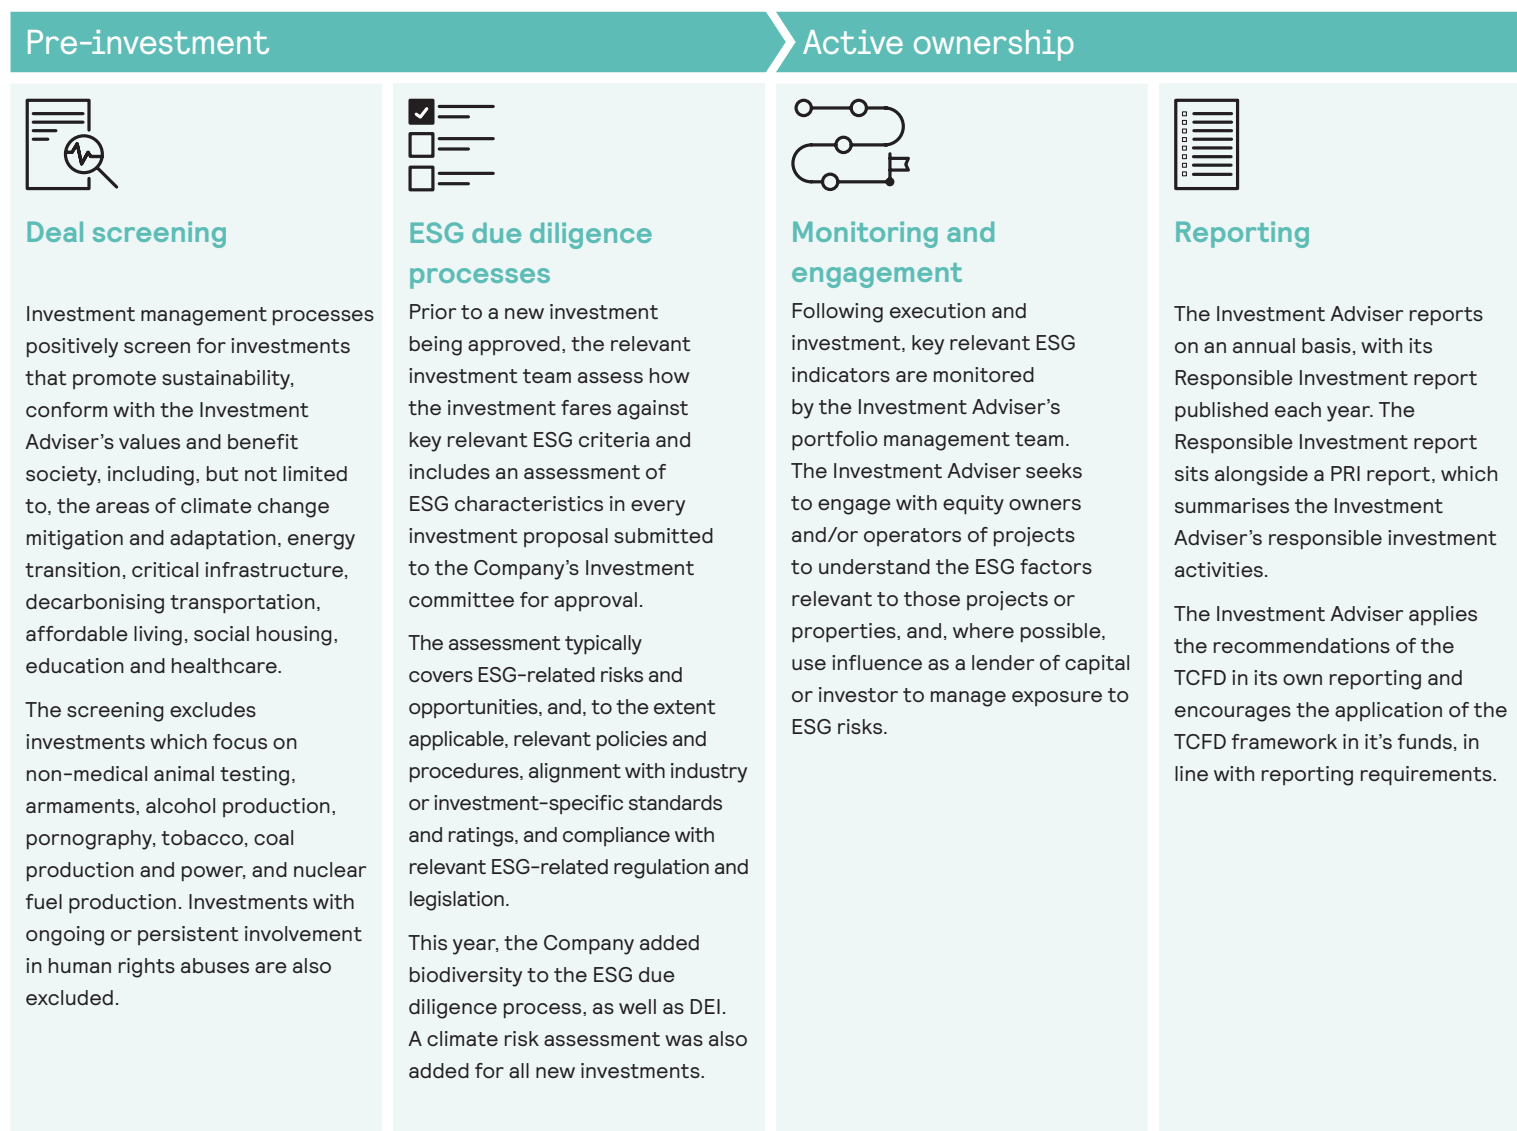 Pre-investment
Active ownership
Deal screening
Investment management processes
positively screen for investments
that promote sustainability,
conform with the Investment
Adviser's values and benefit
society, including, but not limited
to, the areas of climate change
mitigation and adaptation, energy
transition, critical infrastructure,
decarbonising transportation,
affordable living, social housing,
education and healthcare.
The screening excludes
investments which focus on
non-medical animal testing,
armaments, alcohol production,
pornography, tobacco, coal
production and power, and nuclear
fuel production. Investments with
ongoing or persistent involvement
in human rights abuses are also
excluded.
ESG due diligence
processes
Prior to a new investment
being approved, the relevant
investment team assess how
the investment fares against
key relevant ESG criteria and
includes an assessment of
ESG characteristics in every
investment proposal submitted
to the Company's Investment
committee for approval.
The assessment typically
covers ESG-related risks and
opportunities, and, to the extent
applicable, relevant policies and
procedures, alignment with industry
or investment-specific standards
and ratings, and compliance with
relevant ESG-related regulation and
legislation.
This year, the Company added
biodiversity to the ESG due
diligence process, as well as DEI.
A climate risk assessment was also
added for all new investments.
Monitoring and
engagement
Following execution and
investment, key relevant ESG
indicators are monitored
by the Investment Adviser's
portfolio management team.
The Investment Adviser seeks
to engage with equity owners
and/or operators of projects
to understand the ESG factors
relevant to those projects or
properties, and, where possible,
use influence as a lender of capital
or investor to manage exposure to
ESG risks.
Reporting
The Investment Adviser reports
on an annual basis, with its
Responsible Investment report
published each year. The
Responsible Investment report
sits alongside a PRI report, which
summarises the Investment
Adviser's responsible investment
activities.
The Investment Adviser applies
the recommendations of the
TCFD in its own reporting and
encourages the application of the
TCFD framework in it's funds, in
line with reporting requirements.